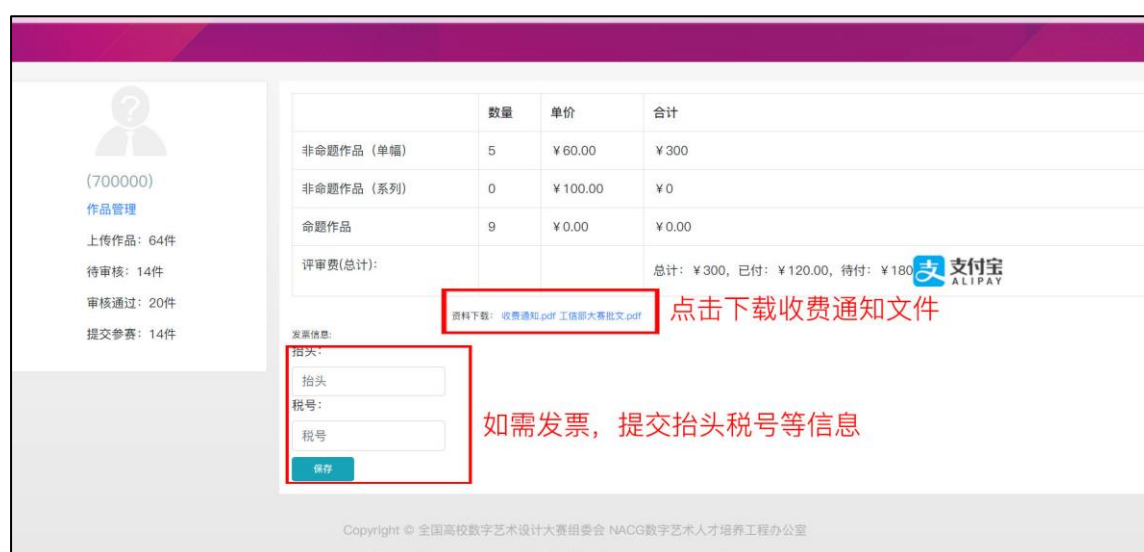 数量 单价 合计
非命题作品（单幅） 5 ￥60.00 ￥300
(700000)
非命题作品（系列） 0 ￥100.00 ￥0
作品管理
命题作品 9 ￥0.00 ￥0.00
上传作品：64件
评审费(总计)： 总计：￥300，已付：￥120.00，待付：￥180 支 支付宝 ALIPAY
待审核：14件
审核通过：20件
资料下载： 收费通知.pdf 工信部大赛批文.pdf 点击下载收费通知文件
提交参赛：14件
发票信息:
抬头：
抬头
税号：
税号
如需发票，提交抬头税号等信息
保存
Copyright © 全国高校数字艺术设计大赛组委会 NACG数字艺术人才培养工程办公室